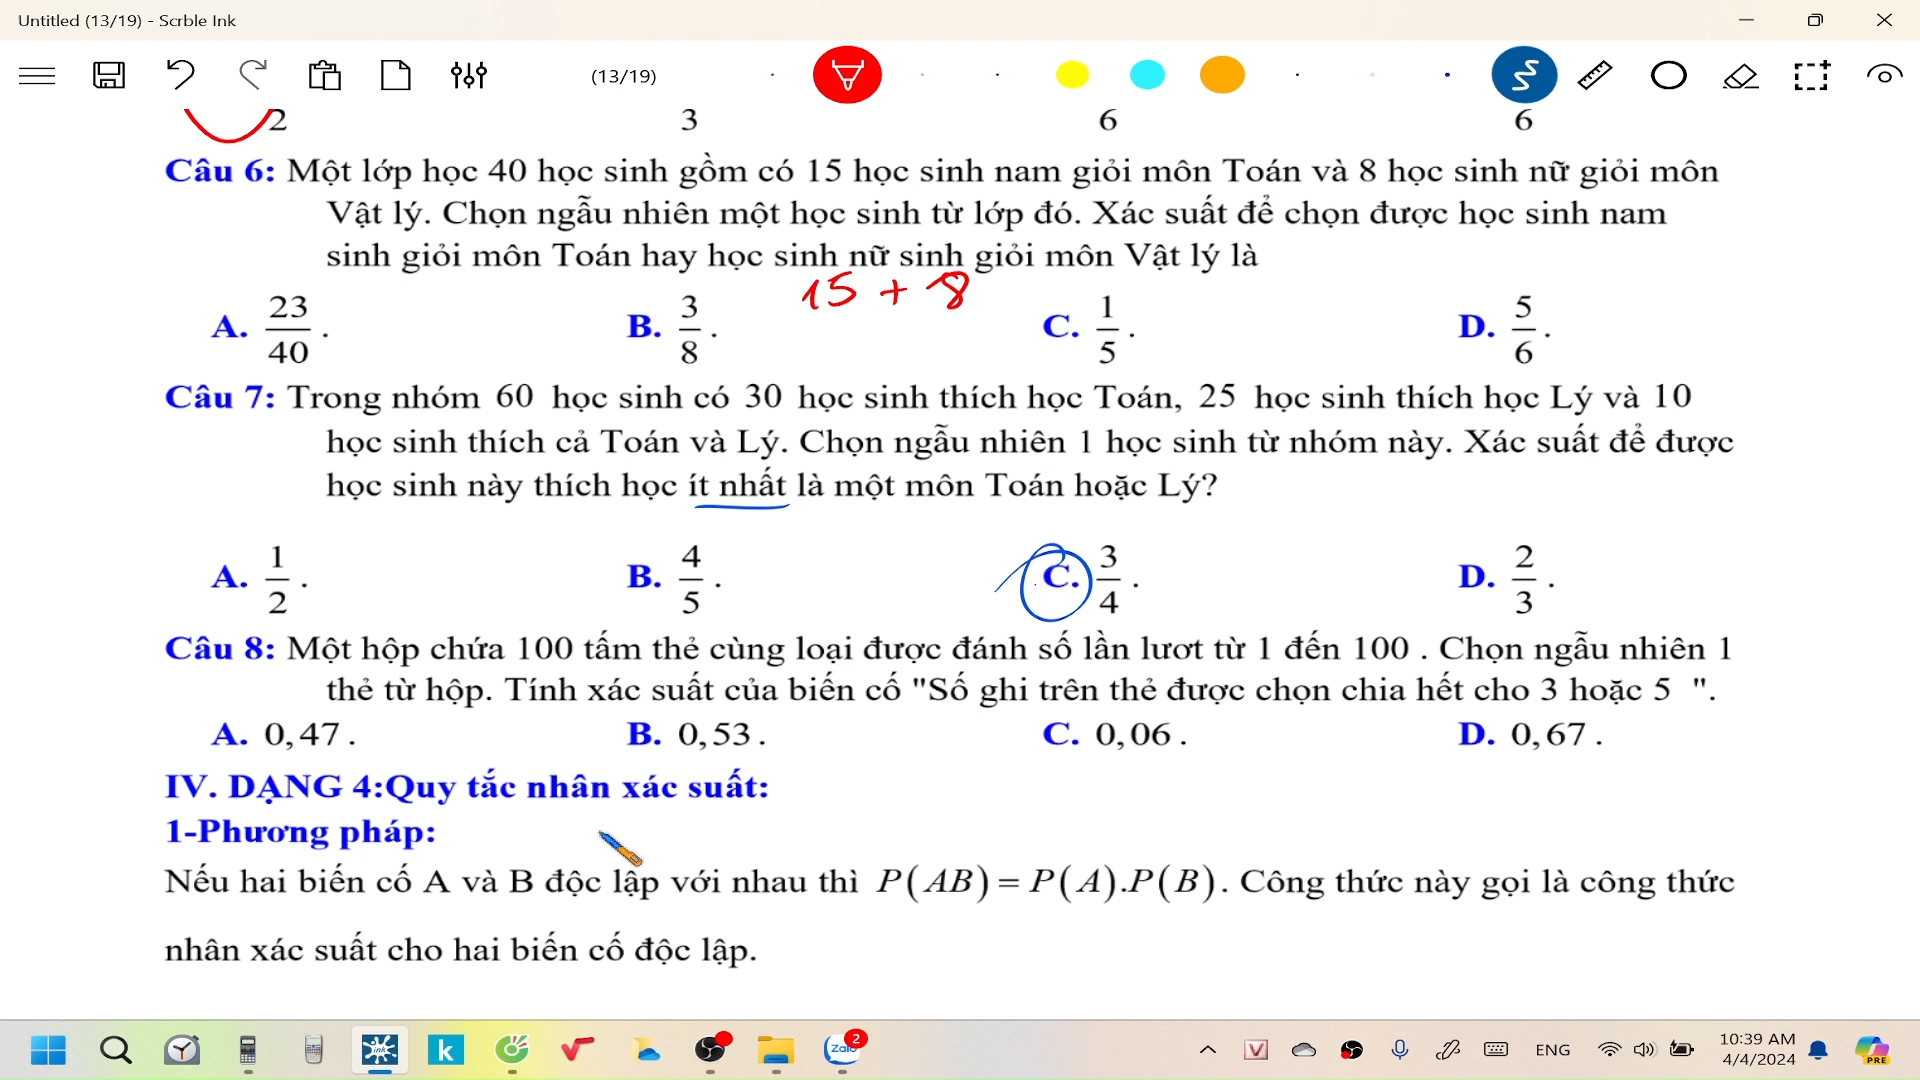 Untitled (13/19) - Scrble Ink
(13/19)
2 3 6 6
Câu 6: Một lớp học 40 học sinh gồm có 15 học sinh nam giỏi môn Toán và 8 học sinh nữ giỏi môn
Vật lý. Chọn ngẫu nhiên một học sinh từ lớp đó. Xác suất để chọn được học sinh nam
sinh giỏi môn Toán hay học sinh nữ sinh giỏi môn Vật lý là
15 + 8
A. 23/40. B. 3/8. C. 1/5. D. 5/6.
Câu 7: Trong nhóm 60 học sinh có 30 học sinh thích học Toán, 25 học sinh thích học Lý và 10
học sinh thích cả Toán và Lý. Chọn ngẫu nhiên 1 học sinh từ nhóm này. Xác suất để được
học sinh này thích học ít nhất là một môn Toán hoặc Lý?
A. 1/2. B. 4/5. C. 3/4. D. 2/3.
Câu 8: Một hộp chứa 100 tấm thẻ cùng loại được đánh số lần lươt từ 1 đến 100 . Chọn ngẫu nhiên 1
thẻ từ hộp. Tính xác suất của biến cố "Số ghi trên thẻ được chọn chia hết cho 3 hoặc 5 ".
A. 0,47. B. 0,53. C. 0,06. D. 0,67.
IV. DẠNG 4:Quy tắc nhân xác suất:
1-Phương pháp:
Nếu hai biến cố A và B độc lập với nhau thì P(AB)=P(A).P(B). Công thức này gọi là công thức
nhân xác suất cho hai biến cố độc lập.
ink
k
Zalo
2
V
ENG
10:39 AM
4/4/2024
PRE